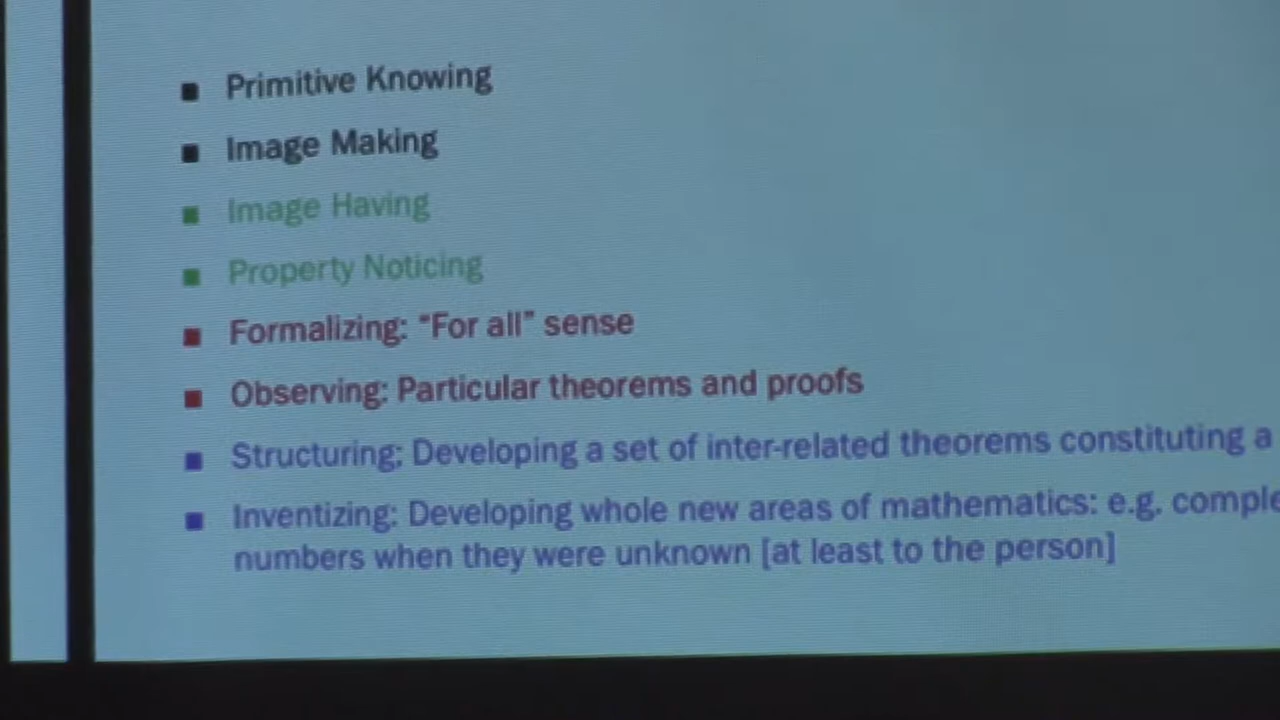 Primitive Knowing
Image Making
Image Having
Property Noticing
Formalizing: "For all" sense
Observing: Particular theorems and proofs
Structuring: Developing a set of inter-related theorems constituting a
Inventizing: Developing whole new areas of mathematics: e.g. comple
numbers when they were unknown [at least to the person]